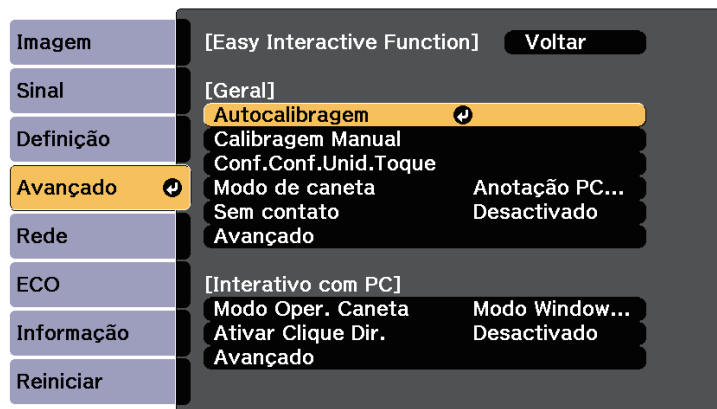 Imagem
Sinal
Definição
Avançado
Rede
ECO
Informação
Reiniciar
[Easy Interactive Function] Voltar
[Geral]
Autocalibragem
Calibragem Manual
Conf.Conf.Unid.Toque
Modo de caneta Anotação PC...
Sem contato Desactivado
Avançado
[Interativo com PC]
Modo Oper. Caneta Modo Window...
Ativar Clique Dir. Desactivado
Avançado